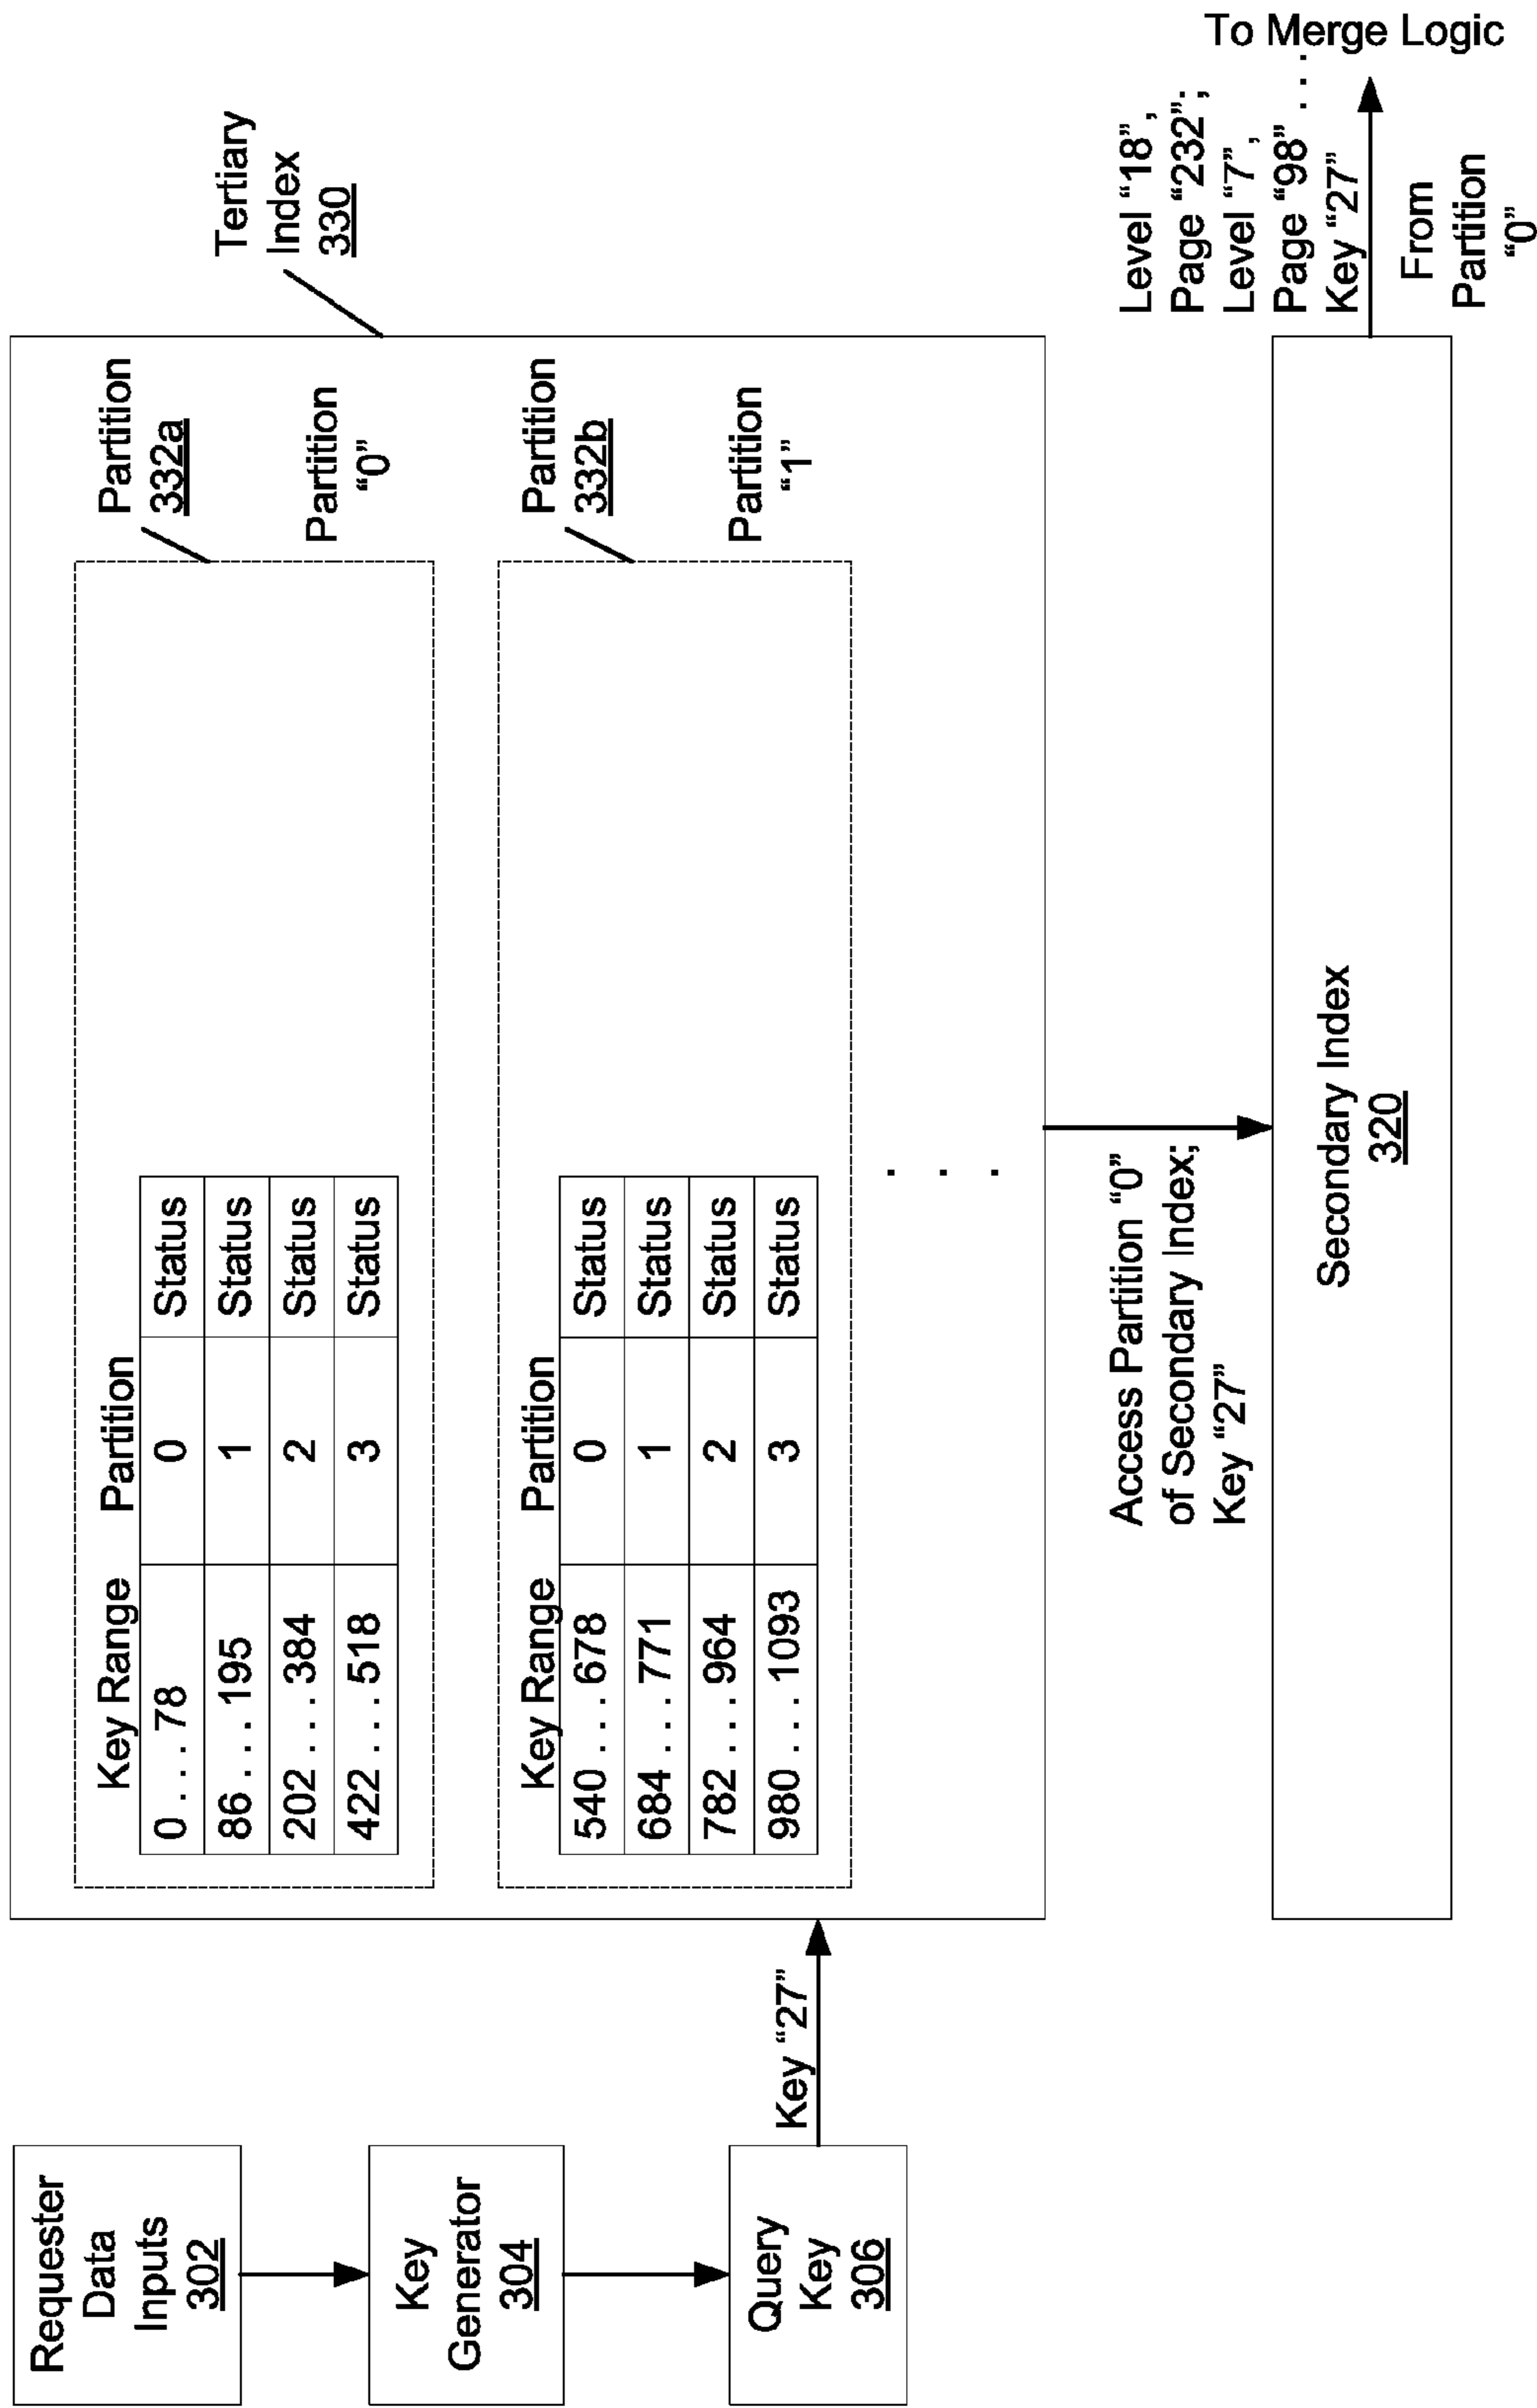 Requester
Data
Inputs
302
Key
Generator
304
Query
Key
306
Key “27”
Tertiary
Index
330
Partition
332a
Partition
“0”
Key Range Partition
0 . . . 78 0 Status
86 . . . 195 1 Status
202 . . . 384 2 Status
422 . . . 518 3 Status
Partition
332b
Partition
“1”
Key Range Partition
540 . . . 678 0 Status
684 . . . 771 1 Status
782 . . . 964 2 Status
980 . . . 1093 3 Status
. . .
Access Partition “0”
of Secondary Index;
Key “27”
Secondary Index
320
Level “18”,
Page “232”;
Level “7”,
Page “98” . . .
Key “27”
From
Partition
“0”
To Merge Logic